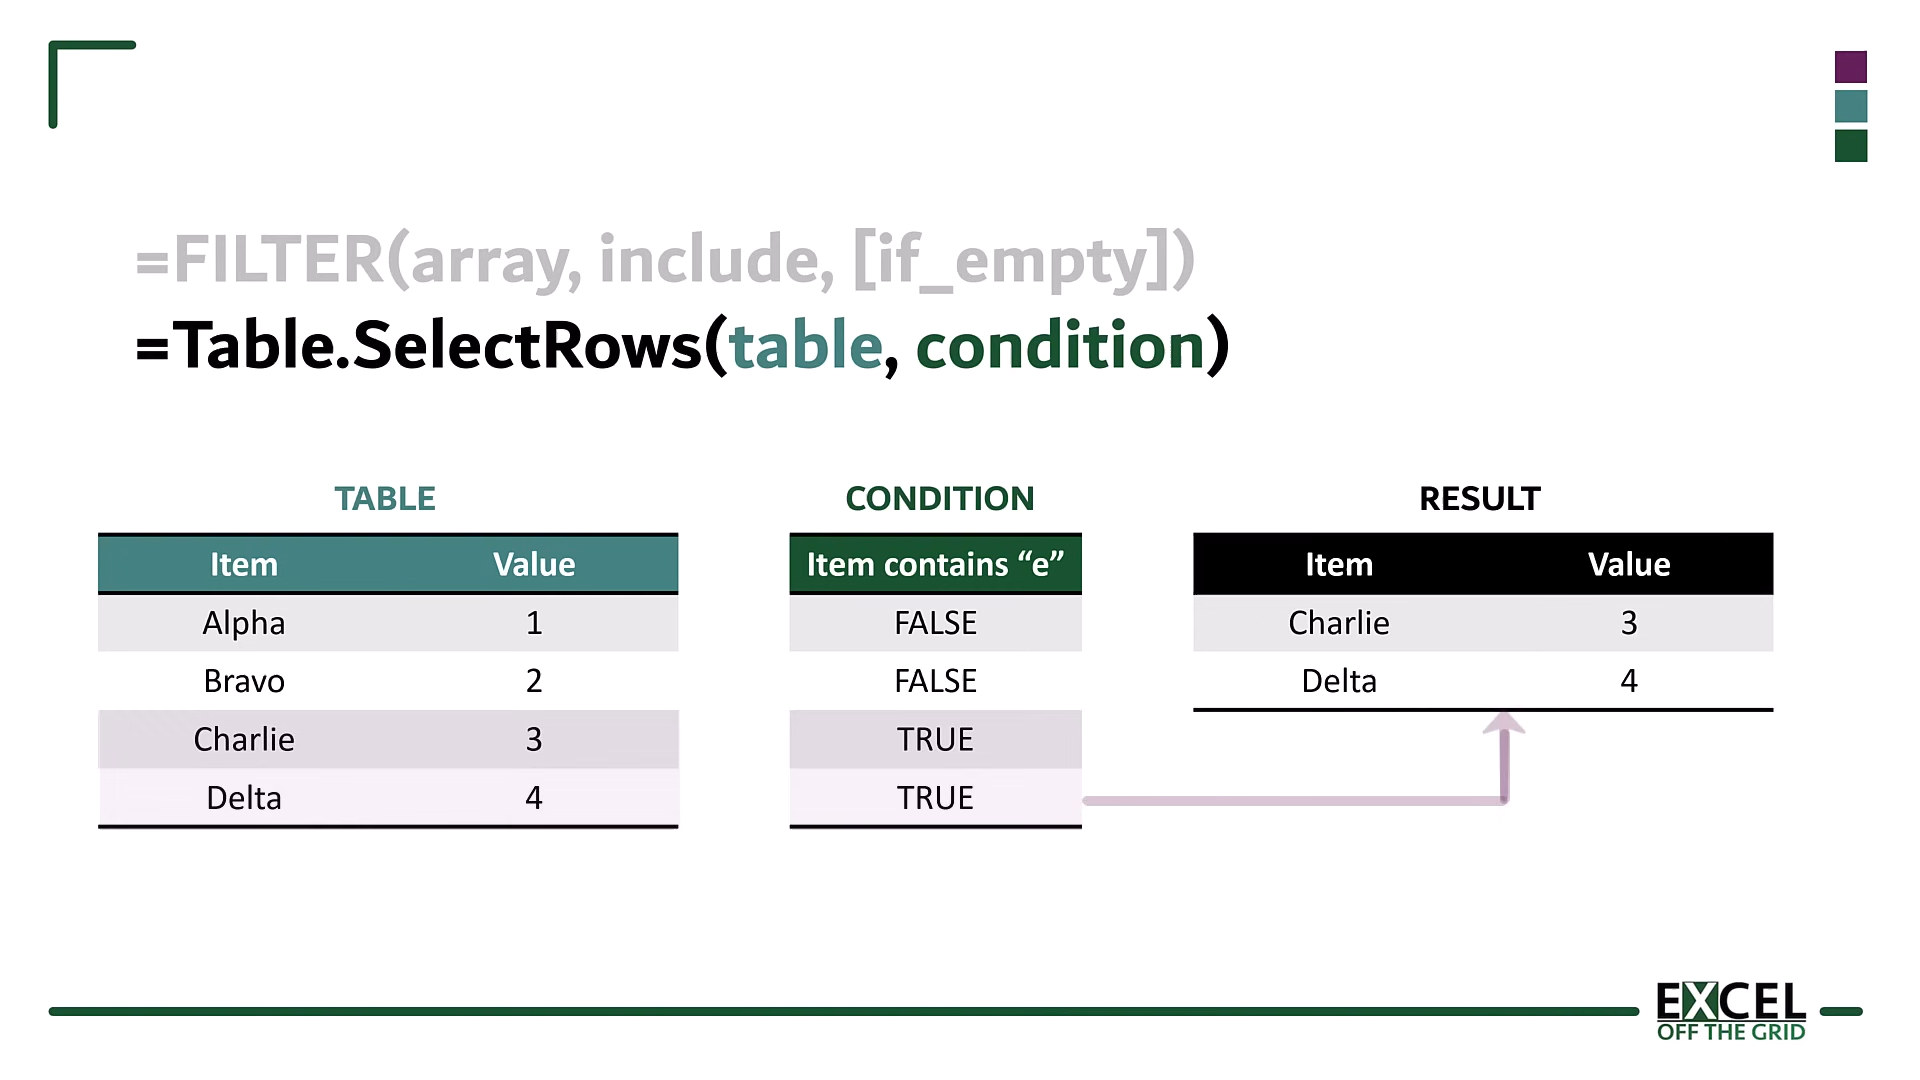 =FILTER(array, include, [if_empty])
=Table.SelectRows(table, condition)
TABLE
Item Value
Alpha 1
Bravo 2
Charlie 3
Delta 4
CONDITION
Item contains “e”
FALSE
FALSE
TRUE
TRUE
RESULT
Item Value
Charlie 3
Delta 4
EXCEL
OFF THE GRID